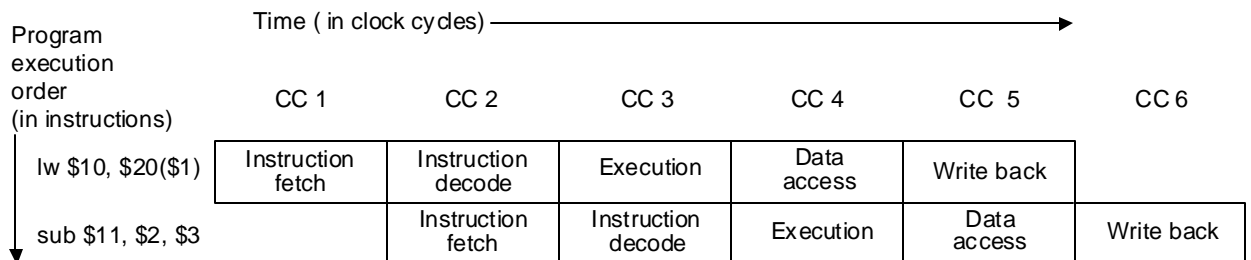 Time ( in clock cycles)
Program
execution
order
(in instructions)
CC 1 CC 2 CC 3 CC 4 CC 5 CC 6
lw $10, $20($1)
Instruction
fetch
Instruction
decode
Execution
Data
access
Write back
sub $11, $2, $3
Instruction
fetch
Instruction
decode
Execution
Data
access
Write back